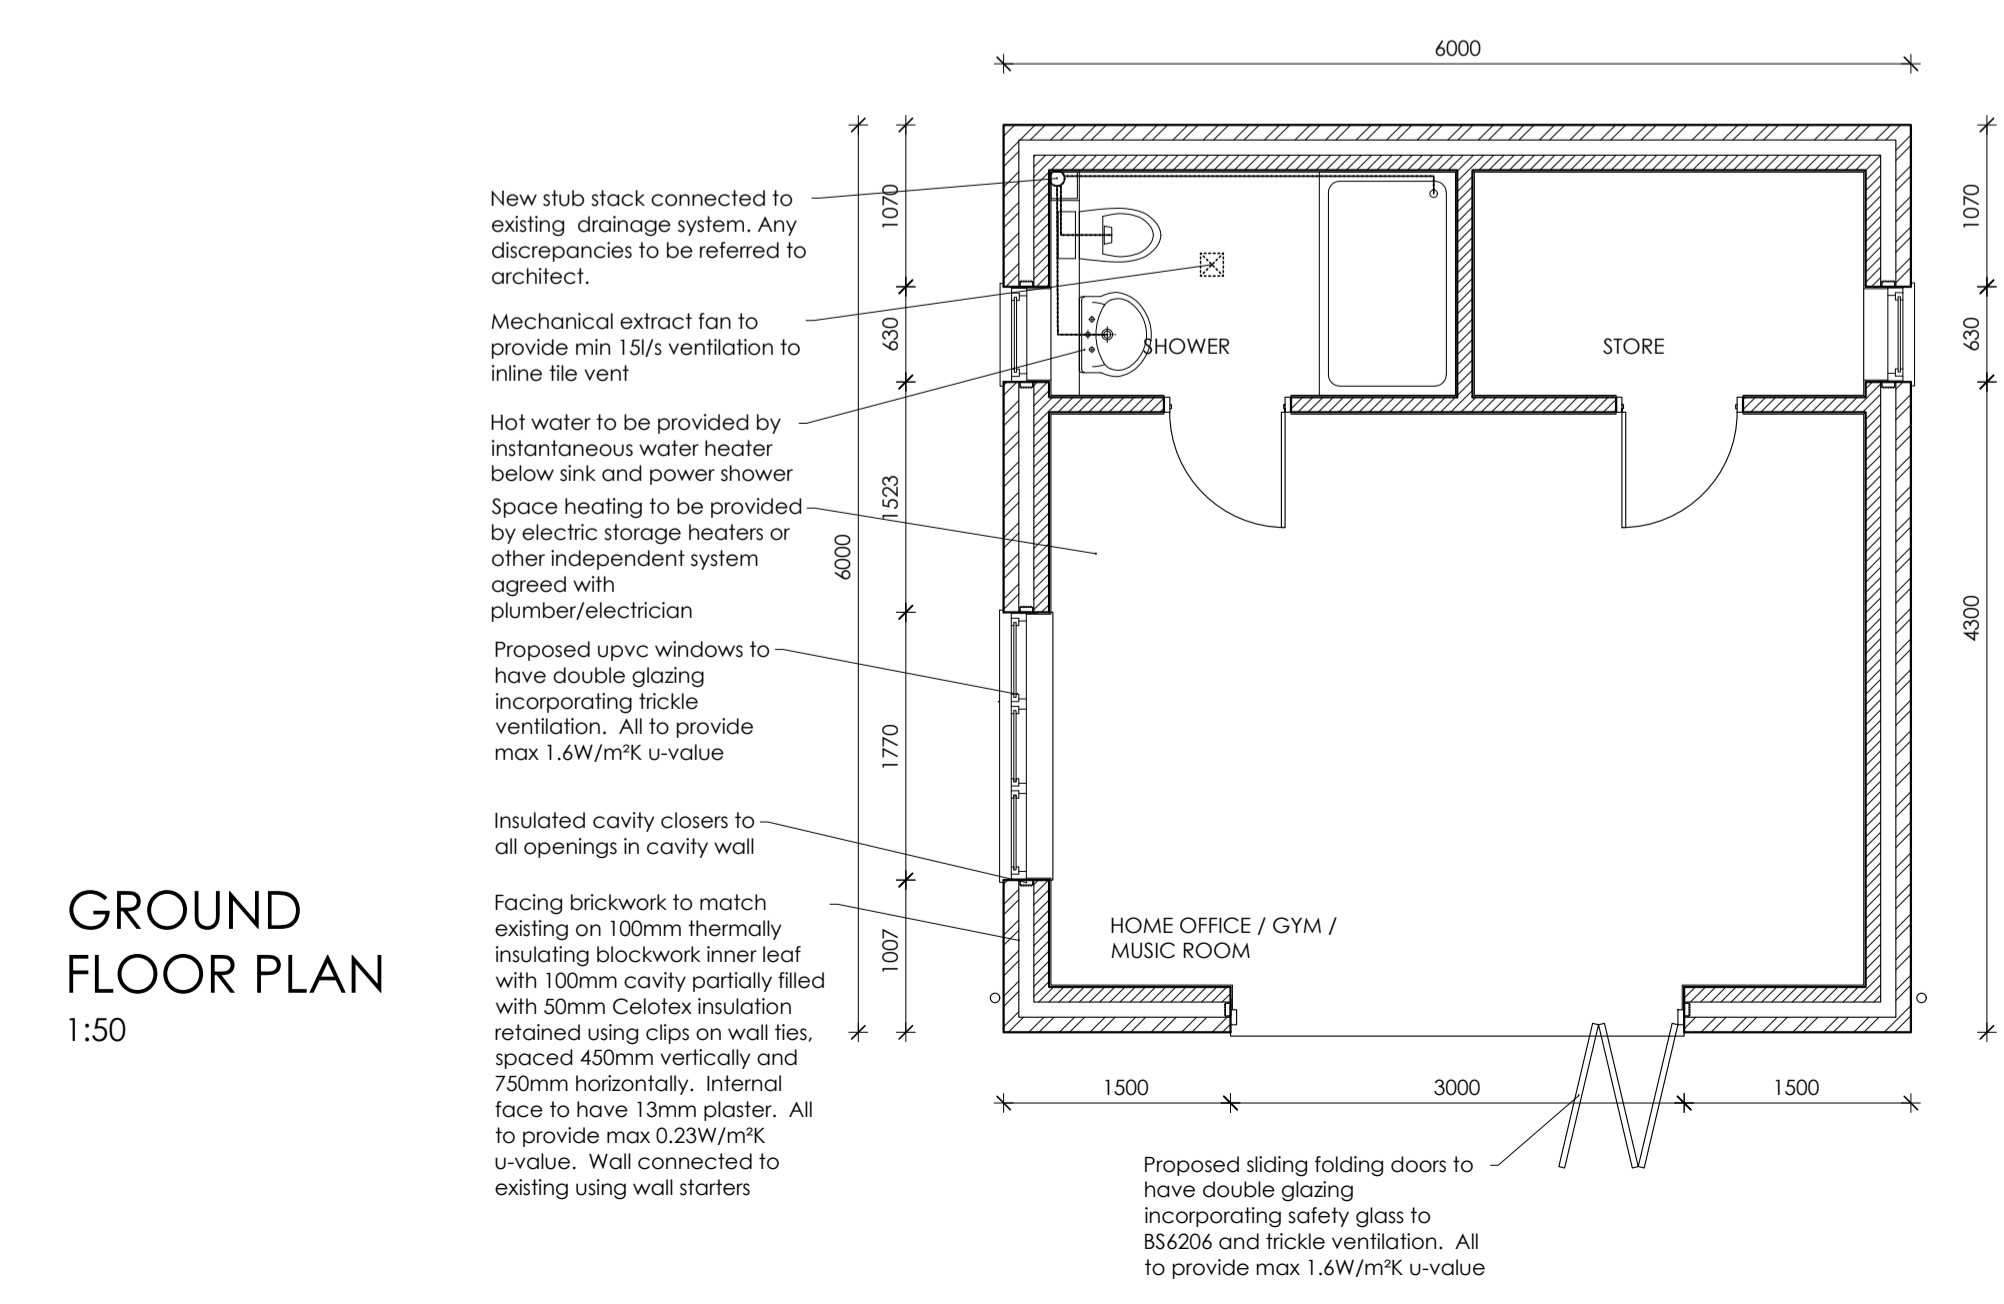 6000
New stub stack connected to
existing drainage system. Any
discrepancies to be referred to
architect.
Mechanical extract fan to
provide min 15l/s ventilation to
inline tile vent
Hot water to be provided by
instantaneous water heater
below sink and power shower
Space heating to be provided
by electric storage heaters or
other independent system
agreed with
plumber/electrician
Proposed upvc windows to
have double glazing
incorporating trickle
ventilation. All to provide
max 1.6W/m²K u-value
Insulated cavity closers to
all openings in cavity wall
Facing brickwork to match
existing on 100mm thermally
insulating blockwork inner leaf
with 100mm cavity partially filled
with 50mm Celotex insulation
retained using clips on wall ties,
spaced 450mm vertically and
750mm horizontally. Internal
face to have 13mm plaster. All
to provide max 0.23W/m²K
u-value. Wall connected to
existing using wall starters
6000
1070
630
1523
1770
1007
SHOWER
STORE
HOME OFFICE / GYM /
MUSIC ROOM
1070
630
4300
1500
3000
1500
Proposed sliding folding doors to
have double glazing
incorporating safety glass to
BS6206 and trickle ventilation. All
to provide max 1.6W/m²K u-value
GROUND
FLOOR PLAN
1:50